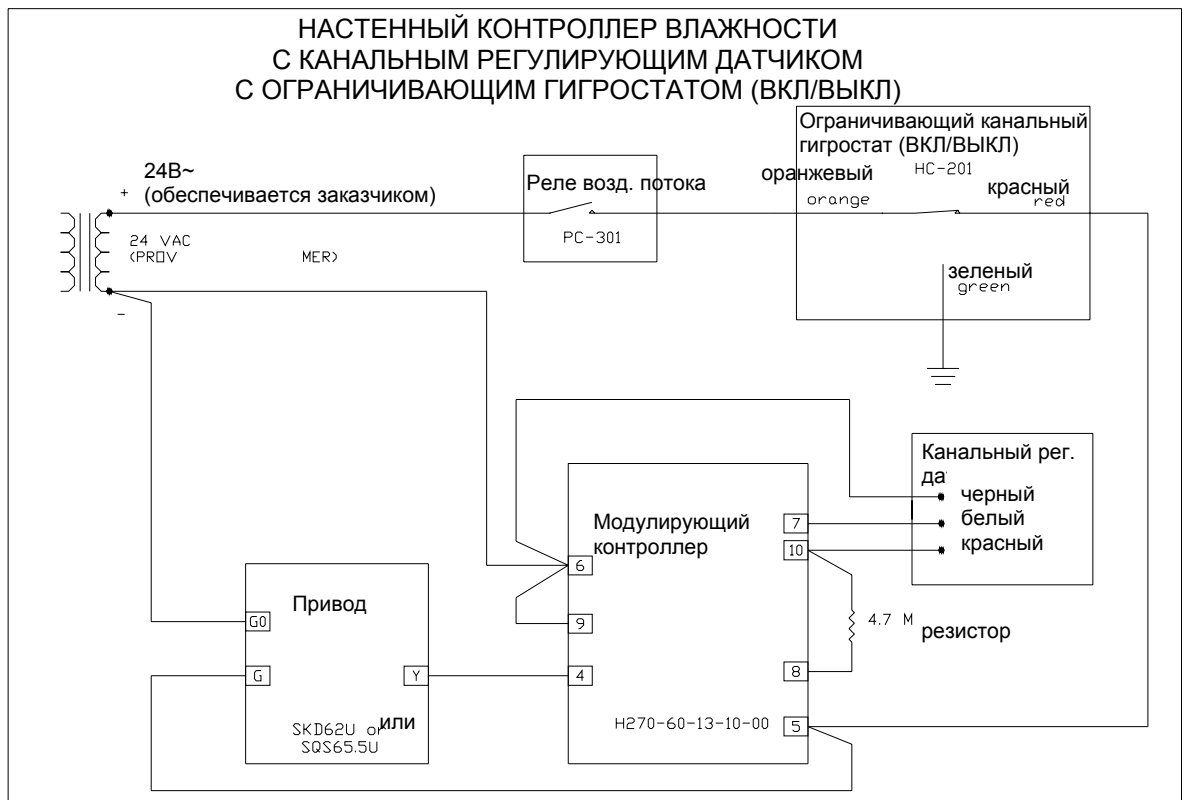 НАСТЕННЫЙ КОНТРОЛЛЕР ВЛАЖНОСТИ
С КАНАЛЬНЫМ РЕГУЛИРУЮЩИМ ДАТЧИКОМ
С ОГРАНИЧИВАЮЩИМ ГИГРОСТАТОМ (ВКЛ/ВЫКЛ)
Ограничивающий канальный
гигростат (ВКЛ/ВЫКЛ)
HC-201
оранжевый
orange
красный
red
зеленый
green
24В~
+ (обеспечивается заказчиком)
24 VAC
(PROV MER)
-
Реле возд. потока
PC-301
Канальный рег.
да
черный
белый
красный
Модулирующий
контроллер
7
10
6
9
4
8
5
H270-60-13-10-00
4.7 M
резистор
Привод
G0
G
Y
SKD62U or или
SQS65.5U